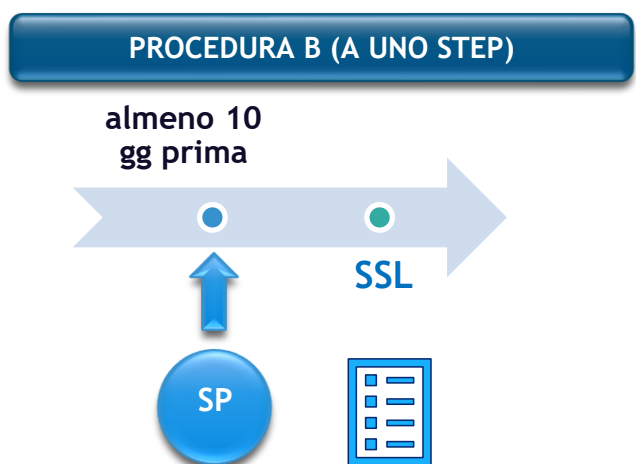 PROCEDURA B (A UNO STEP)
almeno 10
gg prima
SSL
SP